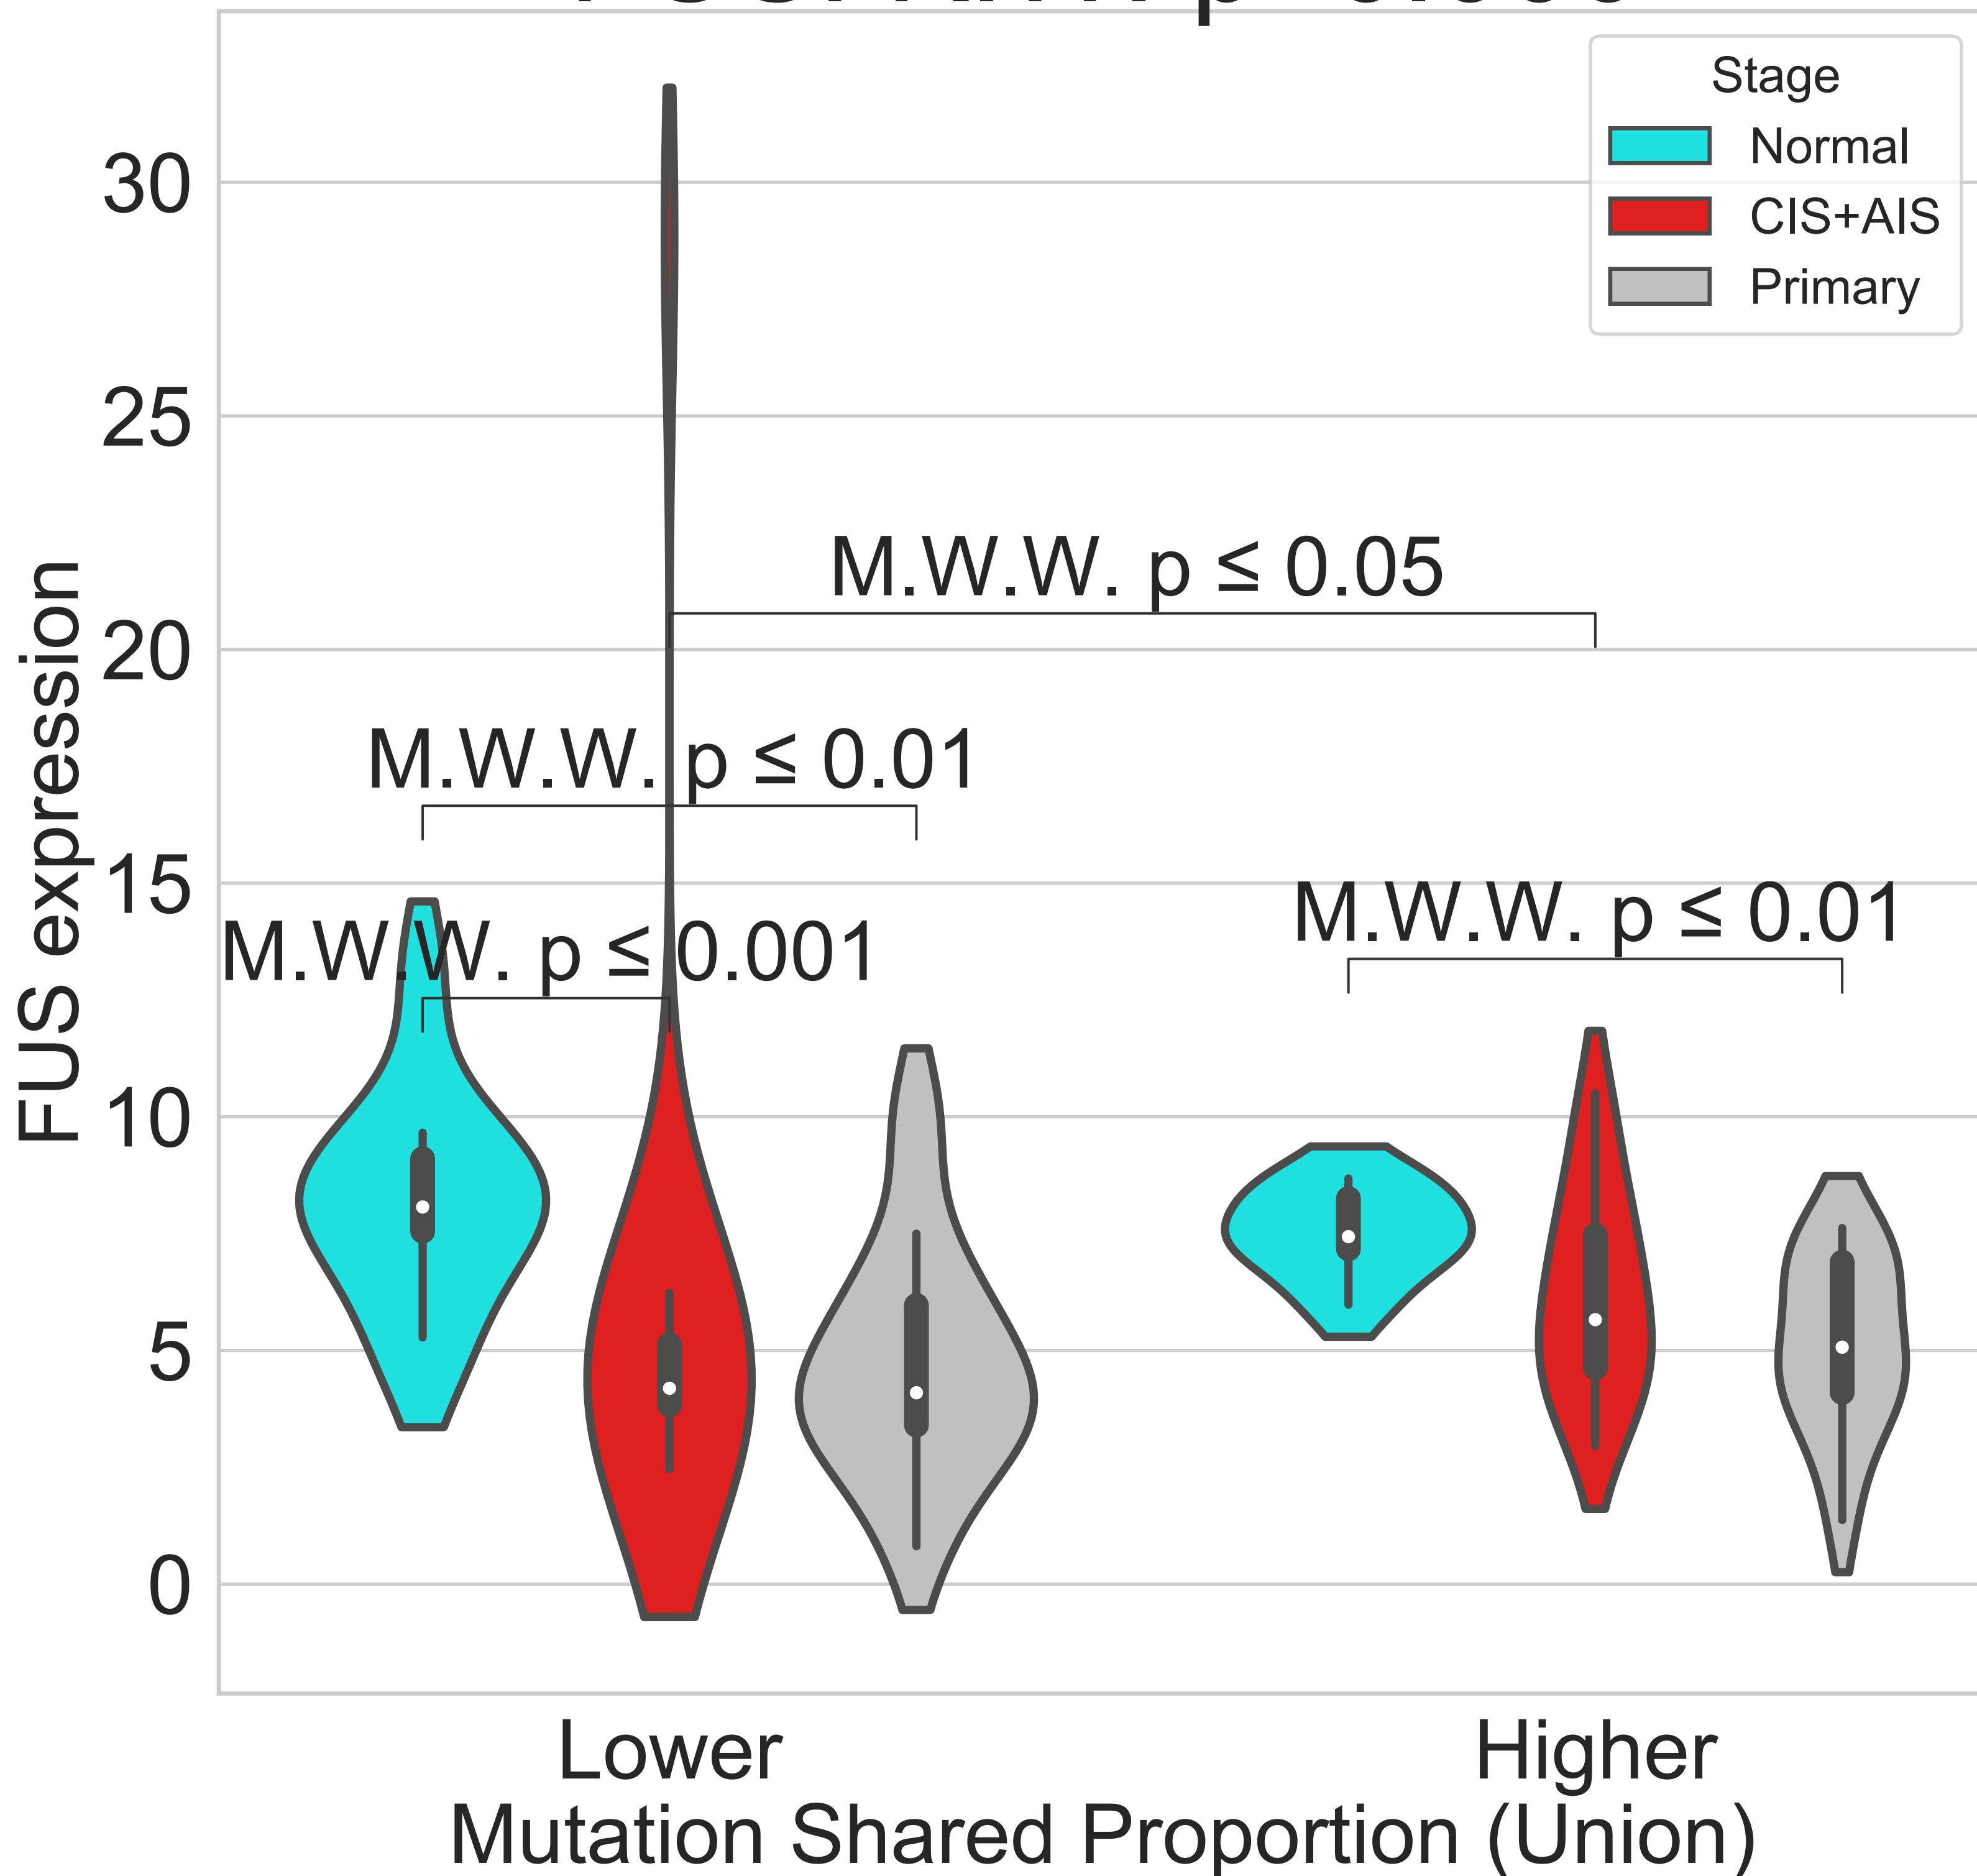 Stage
Normal
CIS+AIS
Primary
30
25
20
15
10
5
0
FUS expression
M.W.W. p ≤ 0.05
M.W.W. p ≤ 0.01
M.W.W. p ≤ 0.001
M.W.W. p ≤ 0.01
Lower
Higher
Mutation Shared Proportion (Union)